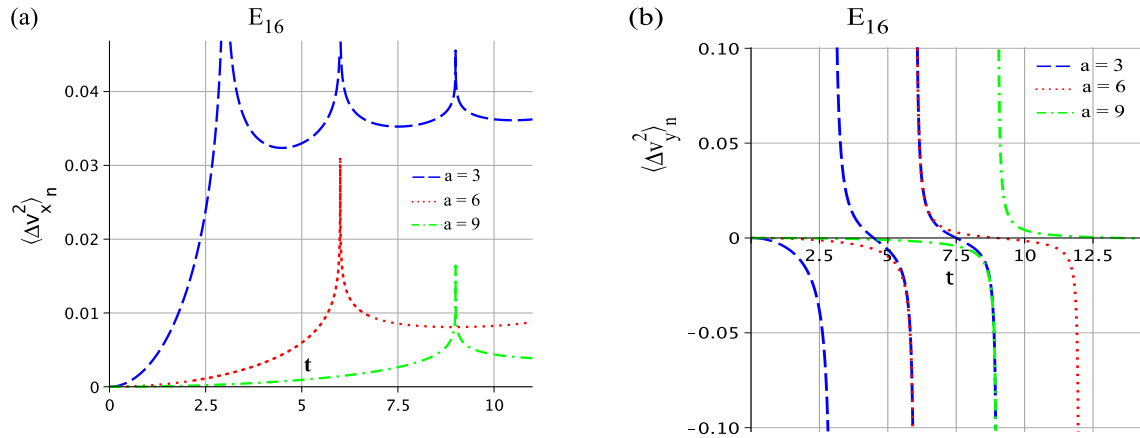 (a)
E16
⟨Δv²x⟩n
0.04
0.03
0.02
0.01
0
0
2.5
5
7.5
10
t
a = 3
a = 6
a = 9
(b)
E16
⟨Δv²y⟩n
0.10
0.05
0
−0.05
−0.10
2.5
5
7.5
10
12.5
t
a = 3
a = 6
a = 9